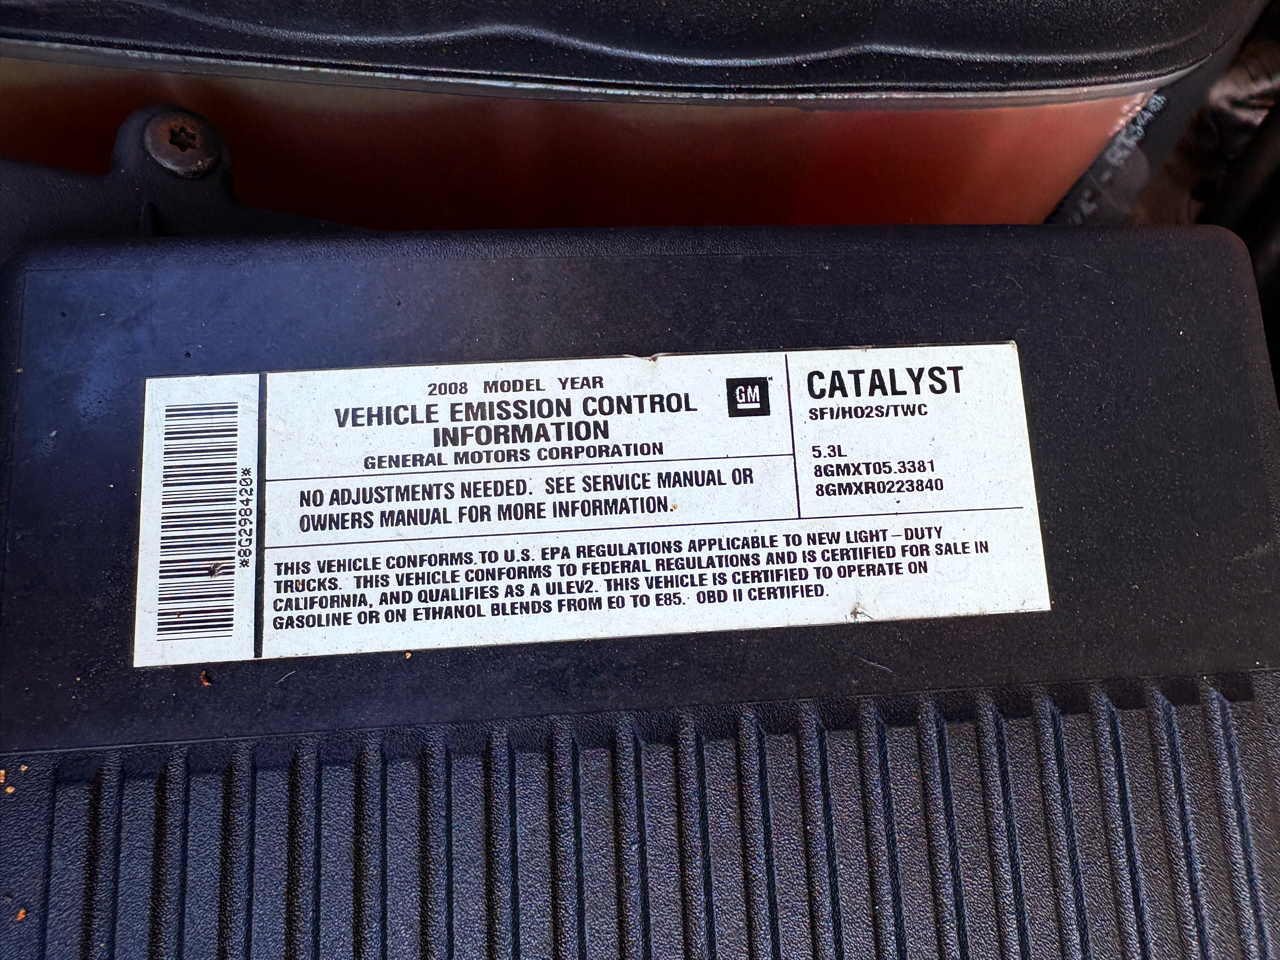 2008 MODEL YEAR
VEHICLE EMISSION CONTROL
INFORMATION
GENERAL MOTORS CORPORATION
GM
CATALYST
SFI/HO2S/TWC
5.3L
8GMXT05.3381
8GMXR0223840
NO ADJUSTMENTS NEEDED. SEE SERVICE MANUAL OR
OWNERS MANUAL FOR MORE INFORMATION.
THIS VEHICLE CONFORMS TO U.S. EPA REGULATIONS APPLICABLE TO NEW LIGHT-DUTY
TRUCKS. THIS VEHICLE CONFORMS TO FEDERAL REGULATIONS AND IS CERTIFIED FOR SALE IN
CALIFORNIA, AND QUALIFIES AS A ULEV2. THIS VEHICLE IS CERTIFIED TO OPERATE ON
GASOLINE OR ON ETHANOL BLENDS FROM E0 TO E85. OBD II CERTIFIED.
*8G298420*